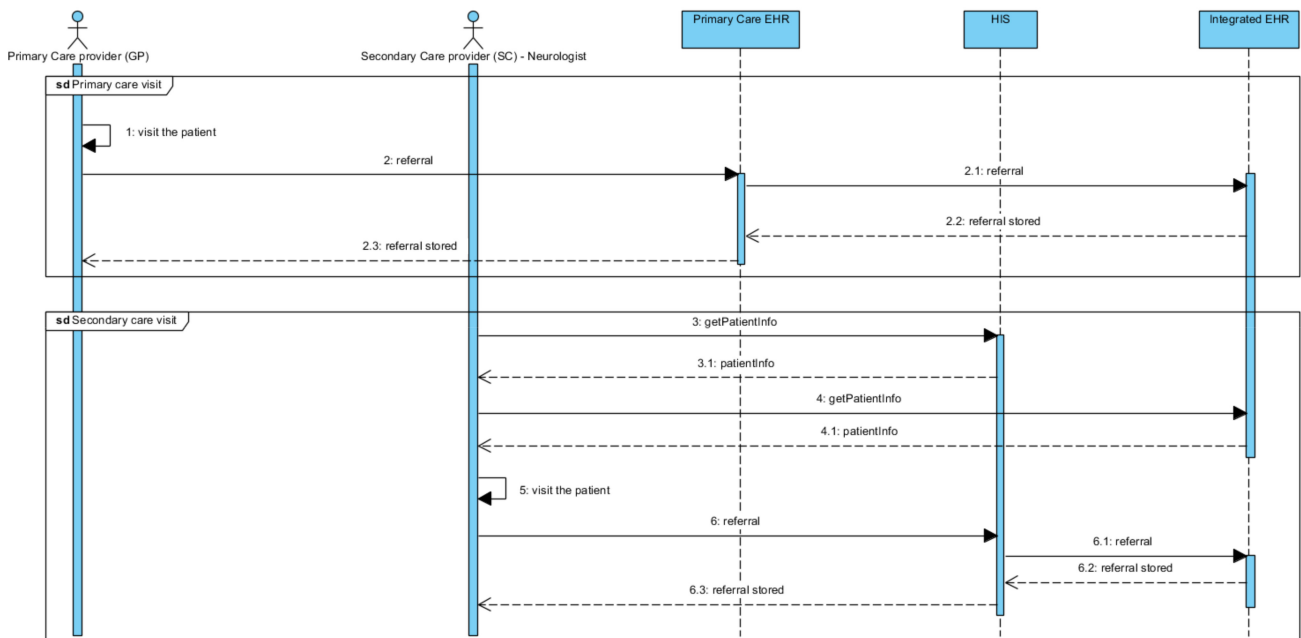 Primary Care EHR
HIS
Integrated EHR
Primary Care provider (GP)
Secondary Care provider (SC) - Neurologist
sd Primary care visit
1: visit the patient
2: referral
2.1: referral
2.2: referral stored
2.3: referral stored
sd Secondary care visit
3: getPatientInfo
3.1: patientInfo
4: getPatientInfo
4.1: patientInfo
5: visit the patient
6: referral
6.1: referral
6.2: referral stored
6.3: referral stored